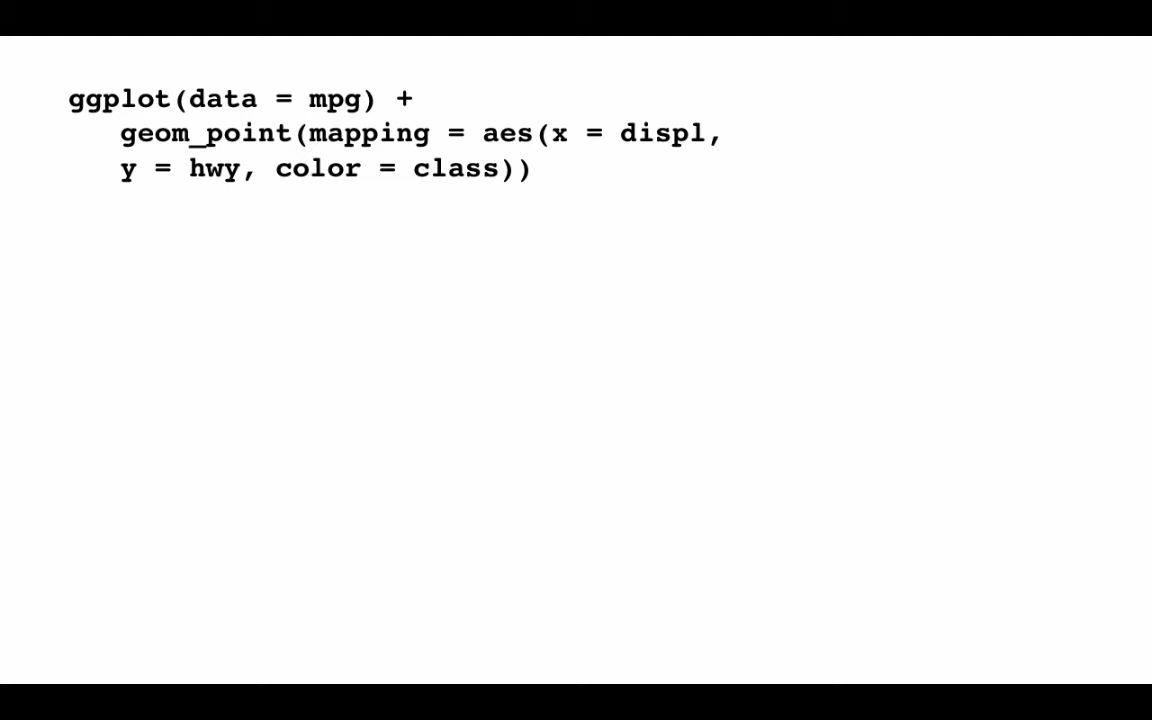 ggplot(data = mpg) +
geom_point(mapping = aes(x = displ,
y = hwy, color = class))